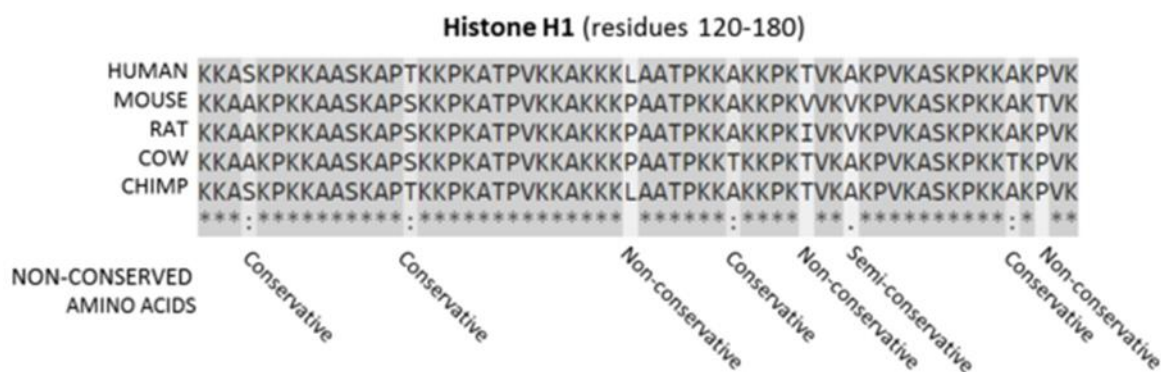 Histone H1 (residues 120-180)
HUMAN KKASKPKKAASKAPTKKPKATPVKKAKKKLAATPKKAKKPKTVKAKPVKASKPKKAKPVK
MOUSE KKAAKPKKAASKAPSKKPKATPVKKAKKKPAATPKKAKKPKVVKVKPVKASKPKKAKTVK
RAT KKAAKPKKAASKAPSKKPKATPVKKAKKKPAATPKKAKKPKIVKVKPVKASKPKKAKPVK
COW KKAAKPKKAASKAPSKKPKATPVKKAKKKPAATPKKTKKPKTVKAKPVKASKPKKTKPVK
CHIMP KKASKPKKAASKAPTKKPKATPVKKAKKKLAATPKKAKKPKTVKAKPVKASKPKKAKPVK
***:**********:************** ******:**** **.**********:* **
NON-CONSERVED
AMINO ACIDS
Conservative
Conservative
Non-conservative
Conservative
Non-conservative
Semi-conservative
Conservative
Non-conservative